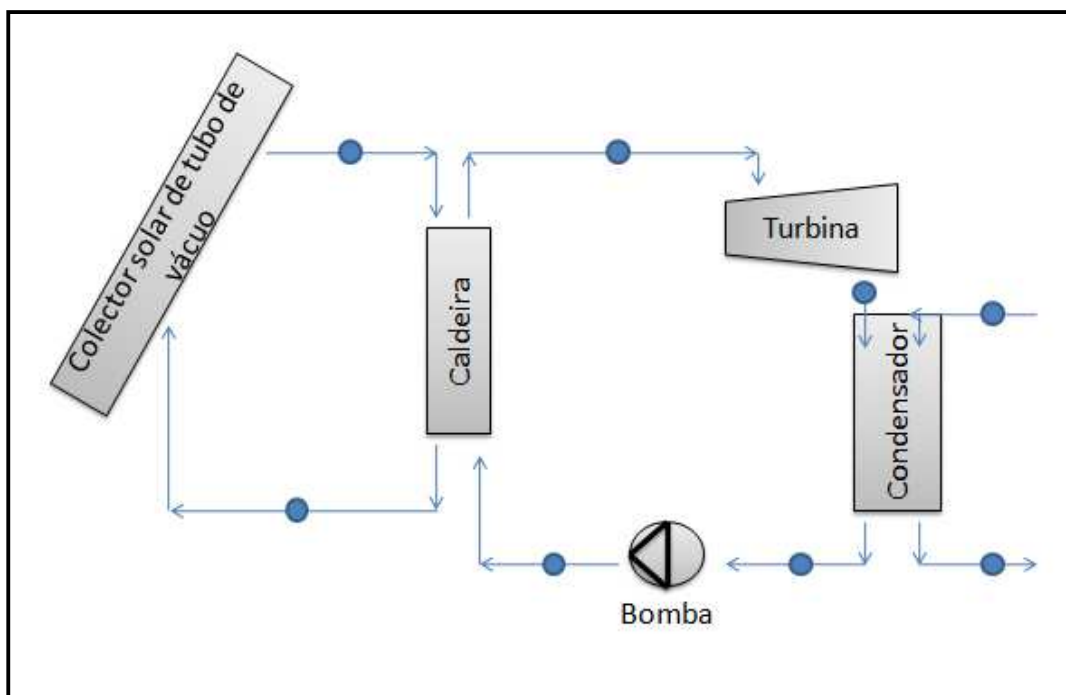 Colector solar de tubo de
vácuo
Caldeira
Turbina
Condensador
Bomba